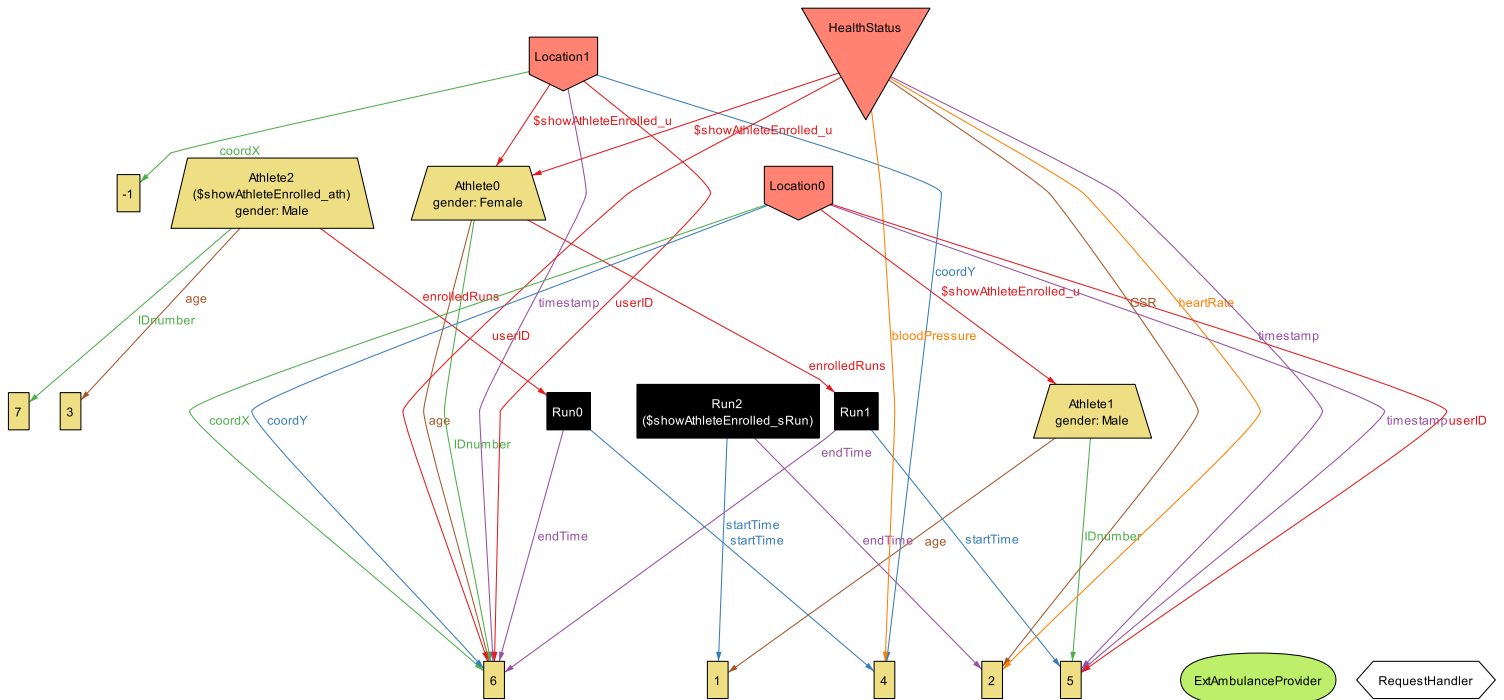 HealthStatus
Location1
$showAthleteEnrolled_u
$showAthleteEnrolled_u
coordX
Athlete2
($showAthleteEnrolled_ath)
gender: Male
Athlete0
gender: Female
Location0
-1
coordY
$showAthleteEnrolled_u
age
enrolledRuns
timestamp
userID
GSR
heartRate
IDnumber
userID
bloodPressure
timestamp
enrolledRuns
7
3
Run0
Run2
($showAthleteEnrolled_sRun)
Run1
Athlete1
gender: Male
coordX
coordY
age
timestamp
userID
IDnumber
endTime
startTime
endTime
startTime
endTime
age
startTime
IDnumber
6
1
4
2
5
ExtAmbulanceProvider
RequestHandler